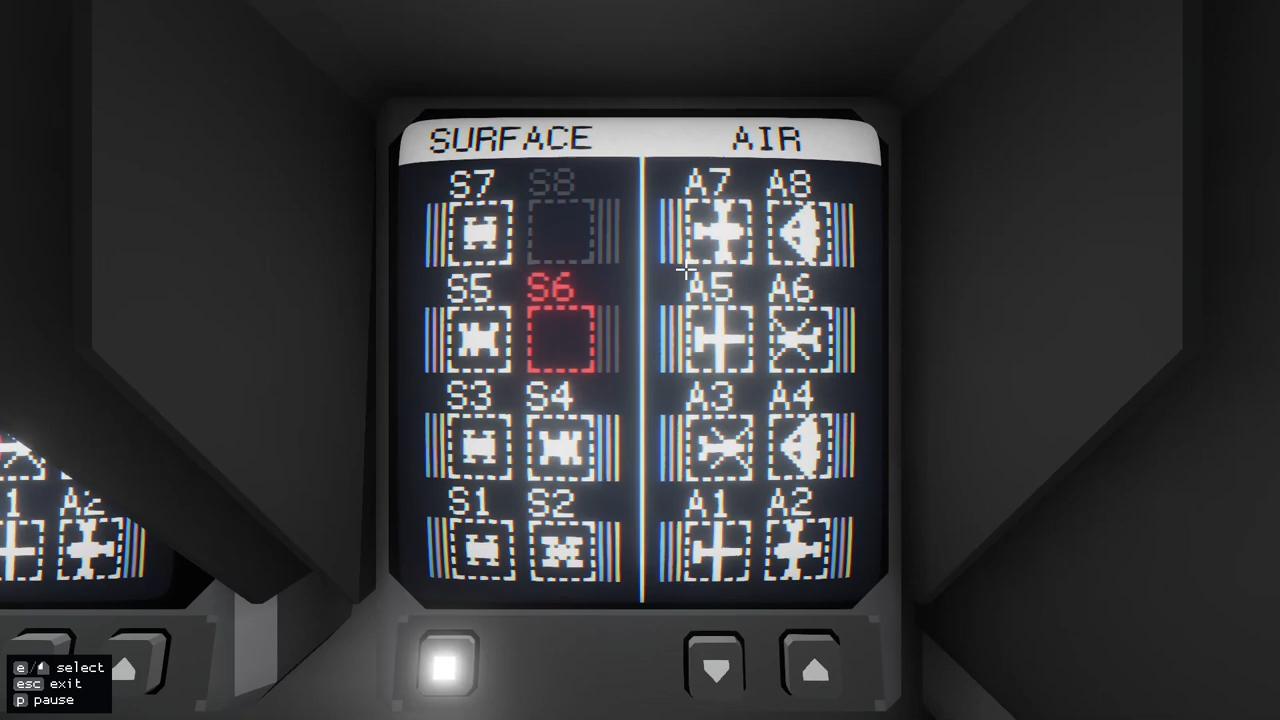 SURFACE AIR
S7 S8 A7 A8
S5 S6 A5 A6
S3 S4 A3 A4
S1 S2 A1 A2
1 A2
e/ select
esc exit
p pause